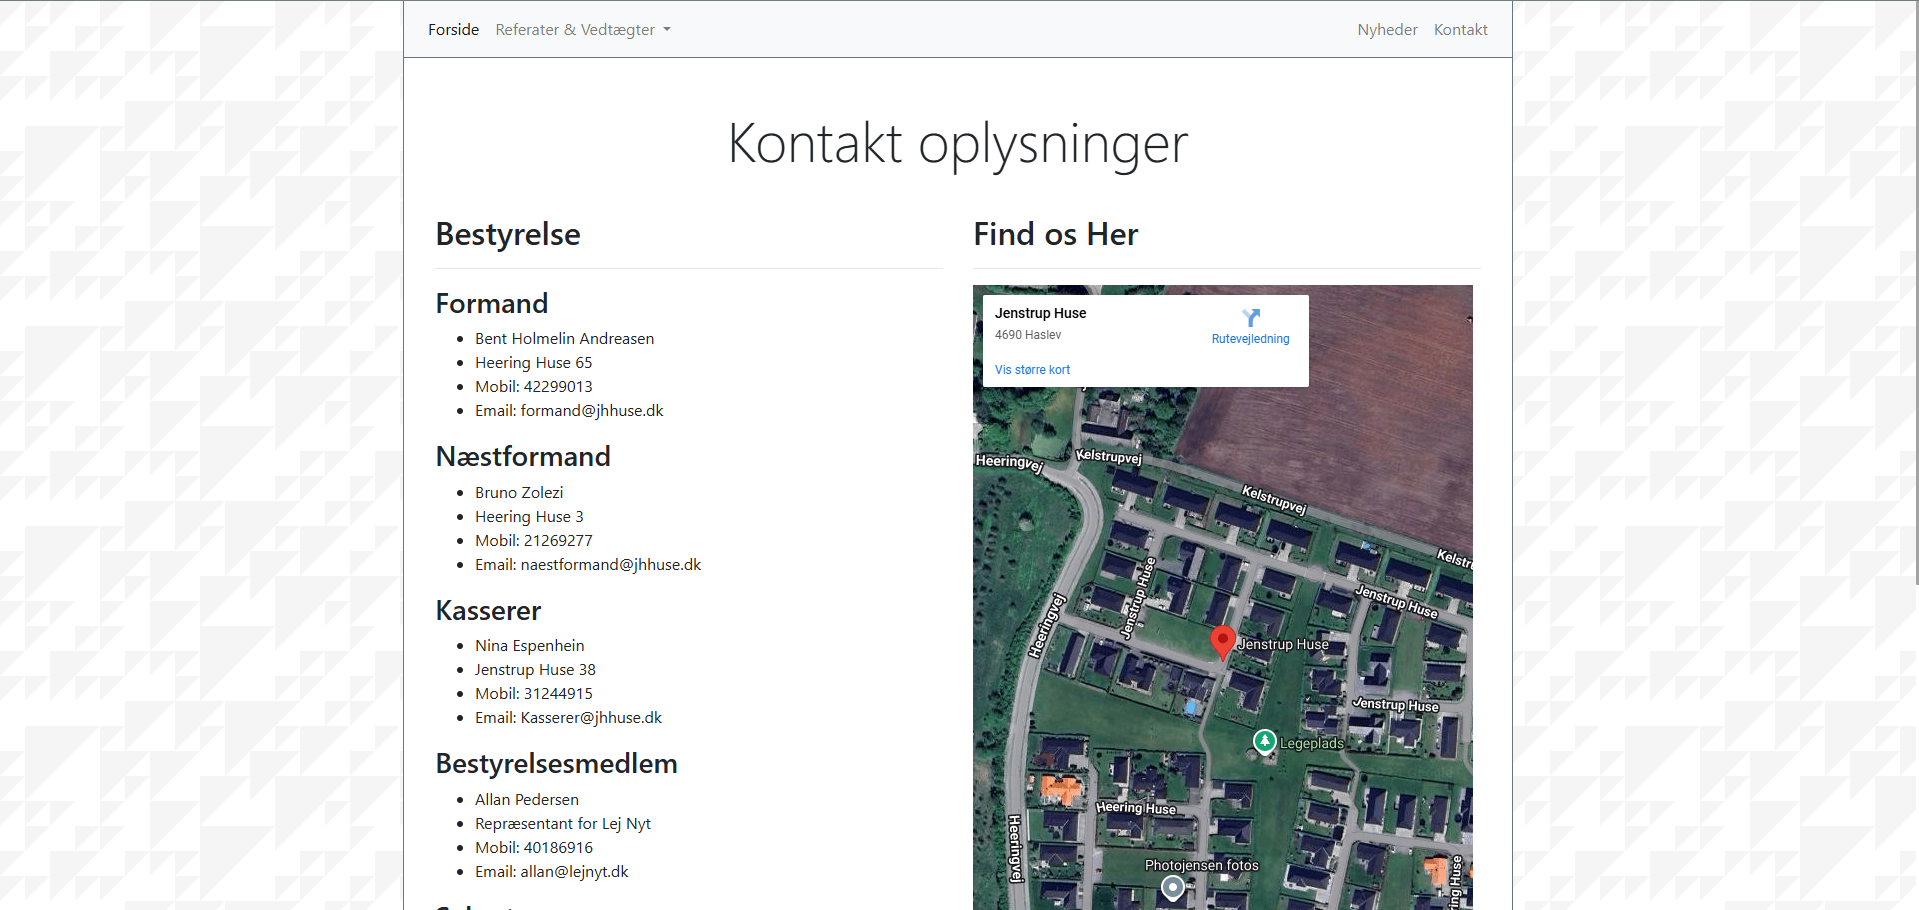 Forside Referater & Vedtægter Nyheder Kontakt
Kontakt oplysninger
Bestyrelse
Formand
Bent Holmelin Andreasen
Heering Huse 65
Mobil: 42299013
Email: formand@jhhuse.dk
Næstformand
Bruno Zolezi
Heering Huse 3
Mobil: 21269277
Email: naestformand@jhhuse.dk
Kasserer
Nina Espenhein
Jenstrup Huse 38
Mobil: 31244915
Email: Kasserer@jhhuse.dk
Bestyrelsesmedlem
Allan Pedersen
Repræsentant for Lej Nyt
Mobil: 40186916
Email: allan@lejnyt.dk
Find os Her
Jenstrup Huse
4690 Haslev
Rutevejledning
Vis større kort
Heeringvej
Kelstrupvej
Kelstrupvej
Jenstrup Huse
Jenstrup Huse
Heeringvej
Jenstrup Huse
Jenstrup Huse
Legeplads
Heering Huse
Heeringvej
Photojensen fotos